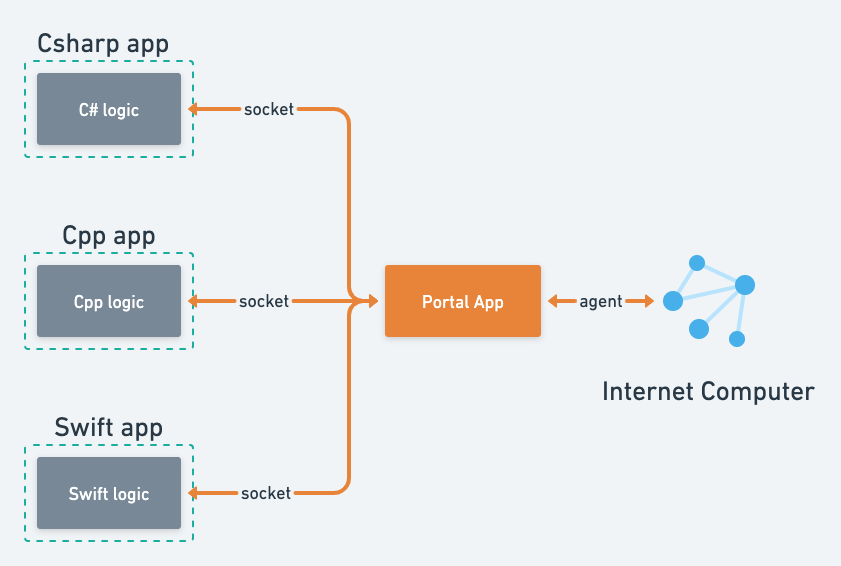 Csharp app
C# logic
socket
Cpp app
Cpp logic
socket
Portal App
agent
Internet Computer
Swift app
Swift logic
socket